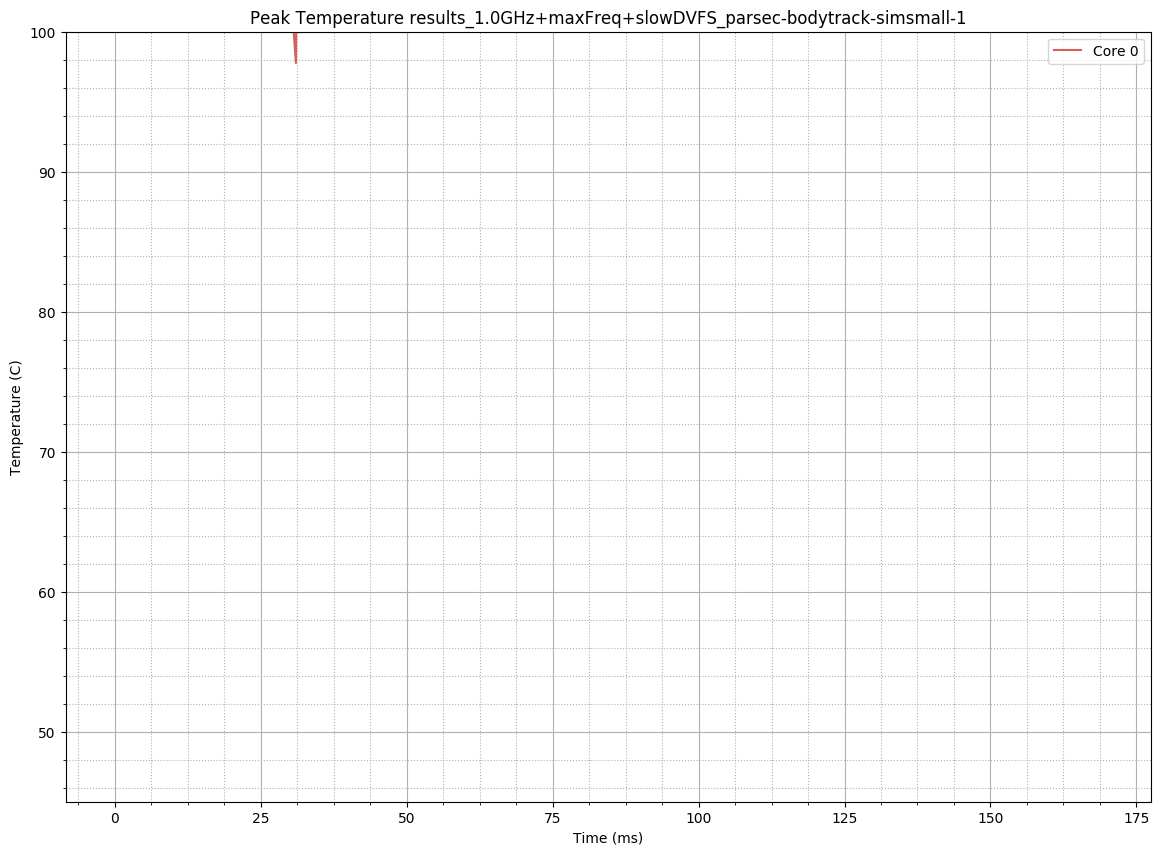 Peak Temperature results_1.0GHz+maxFreq+slowDVFS_parsec-bodytrack-simsmall-1
Core 0
100
90
80
70
60
50
Temperature (C)
0 25 50 75 100 125 150 175
Time (ms)